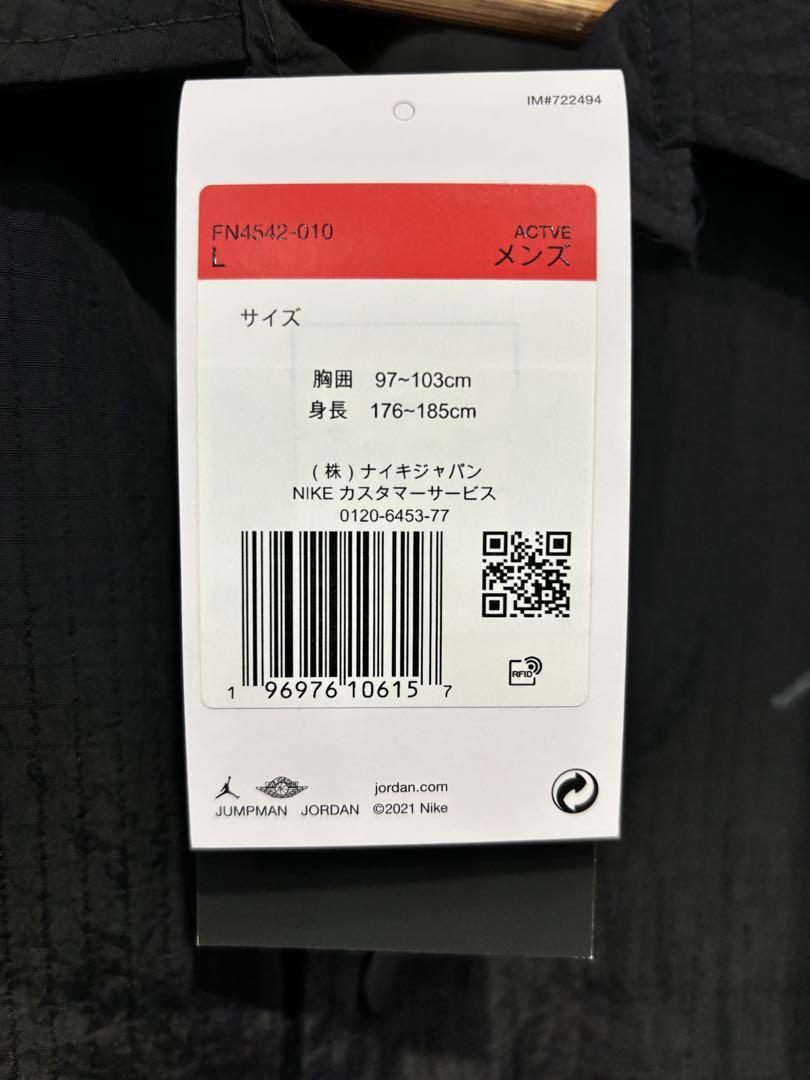 IM#722494
FN4542-010 ACTVE
L メンズ
サイズ
胸囲 97~103cm
身長 176~185cm
(株)ナイキジャパン
NIKE カスタマーサービス
0120-6453-77
RFID
1 96976 10615 7
jordan.com
JUMPMAN JORDAN ©2021 Nike